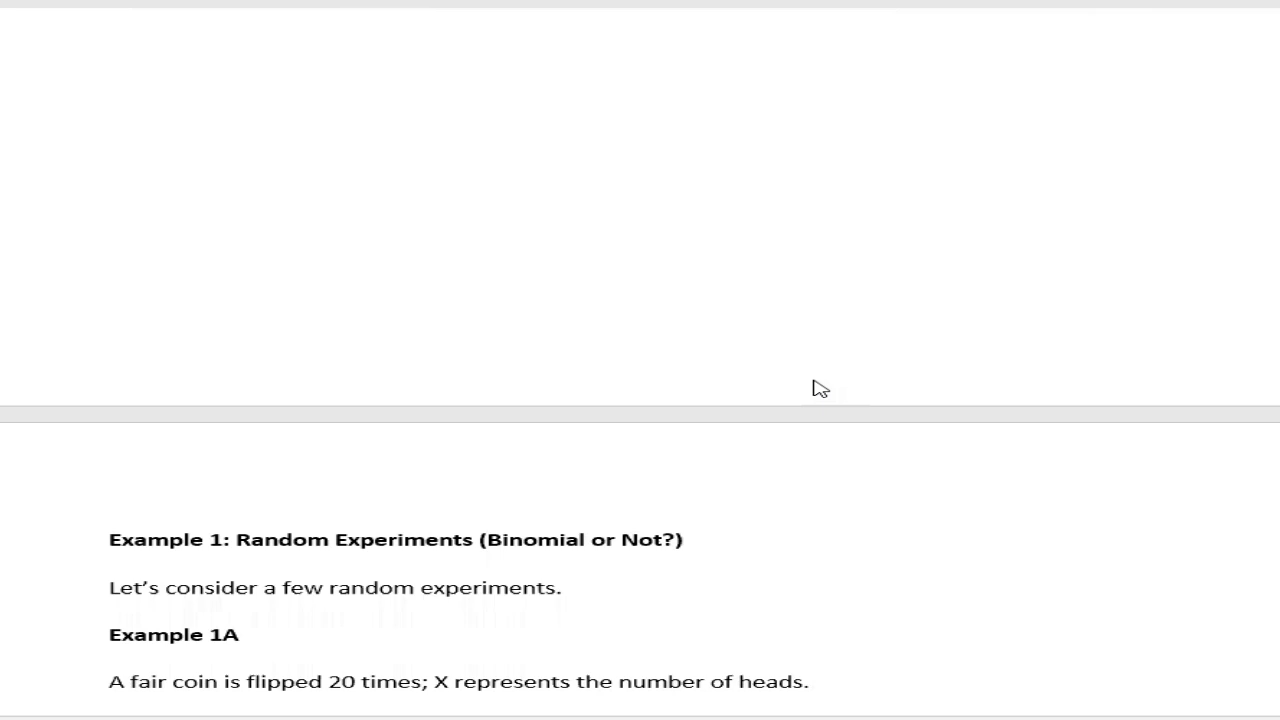 Example 1: Random Experiments (Binomial or Not?)
Let’s consider a few random experiments.
Example 1A
A fair coin is flipped 20 times; X represents the number of heads.